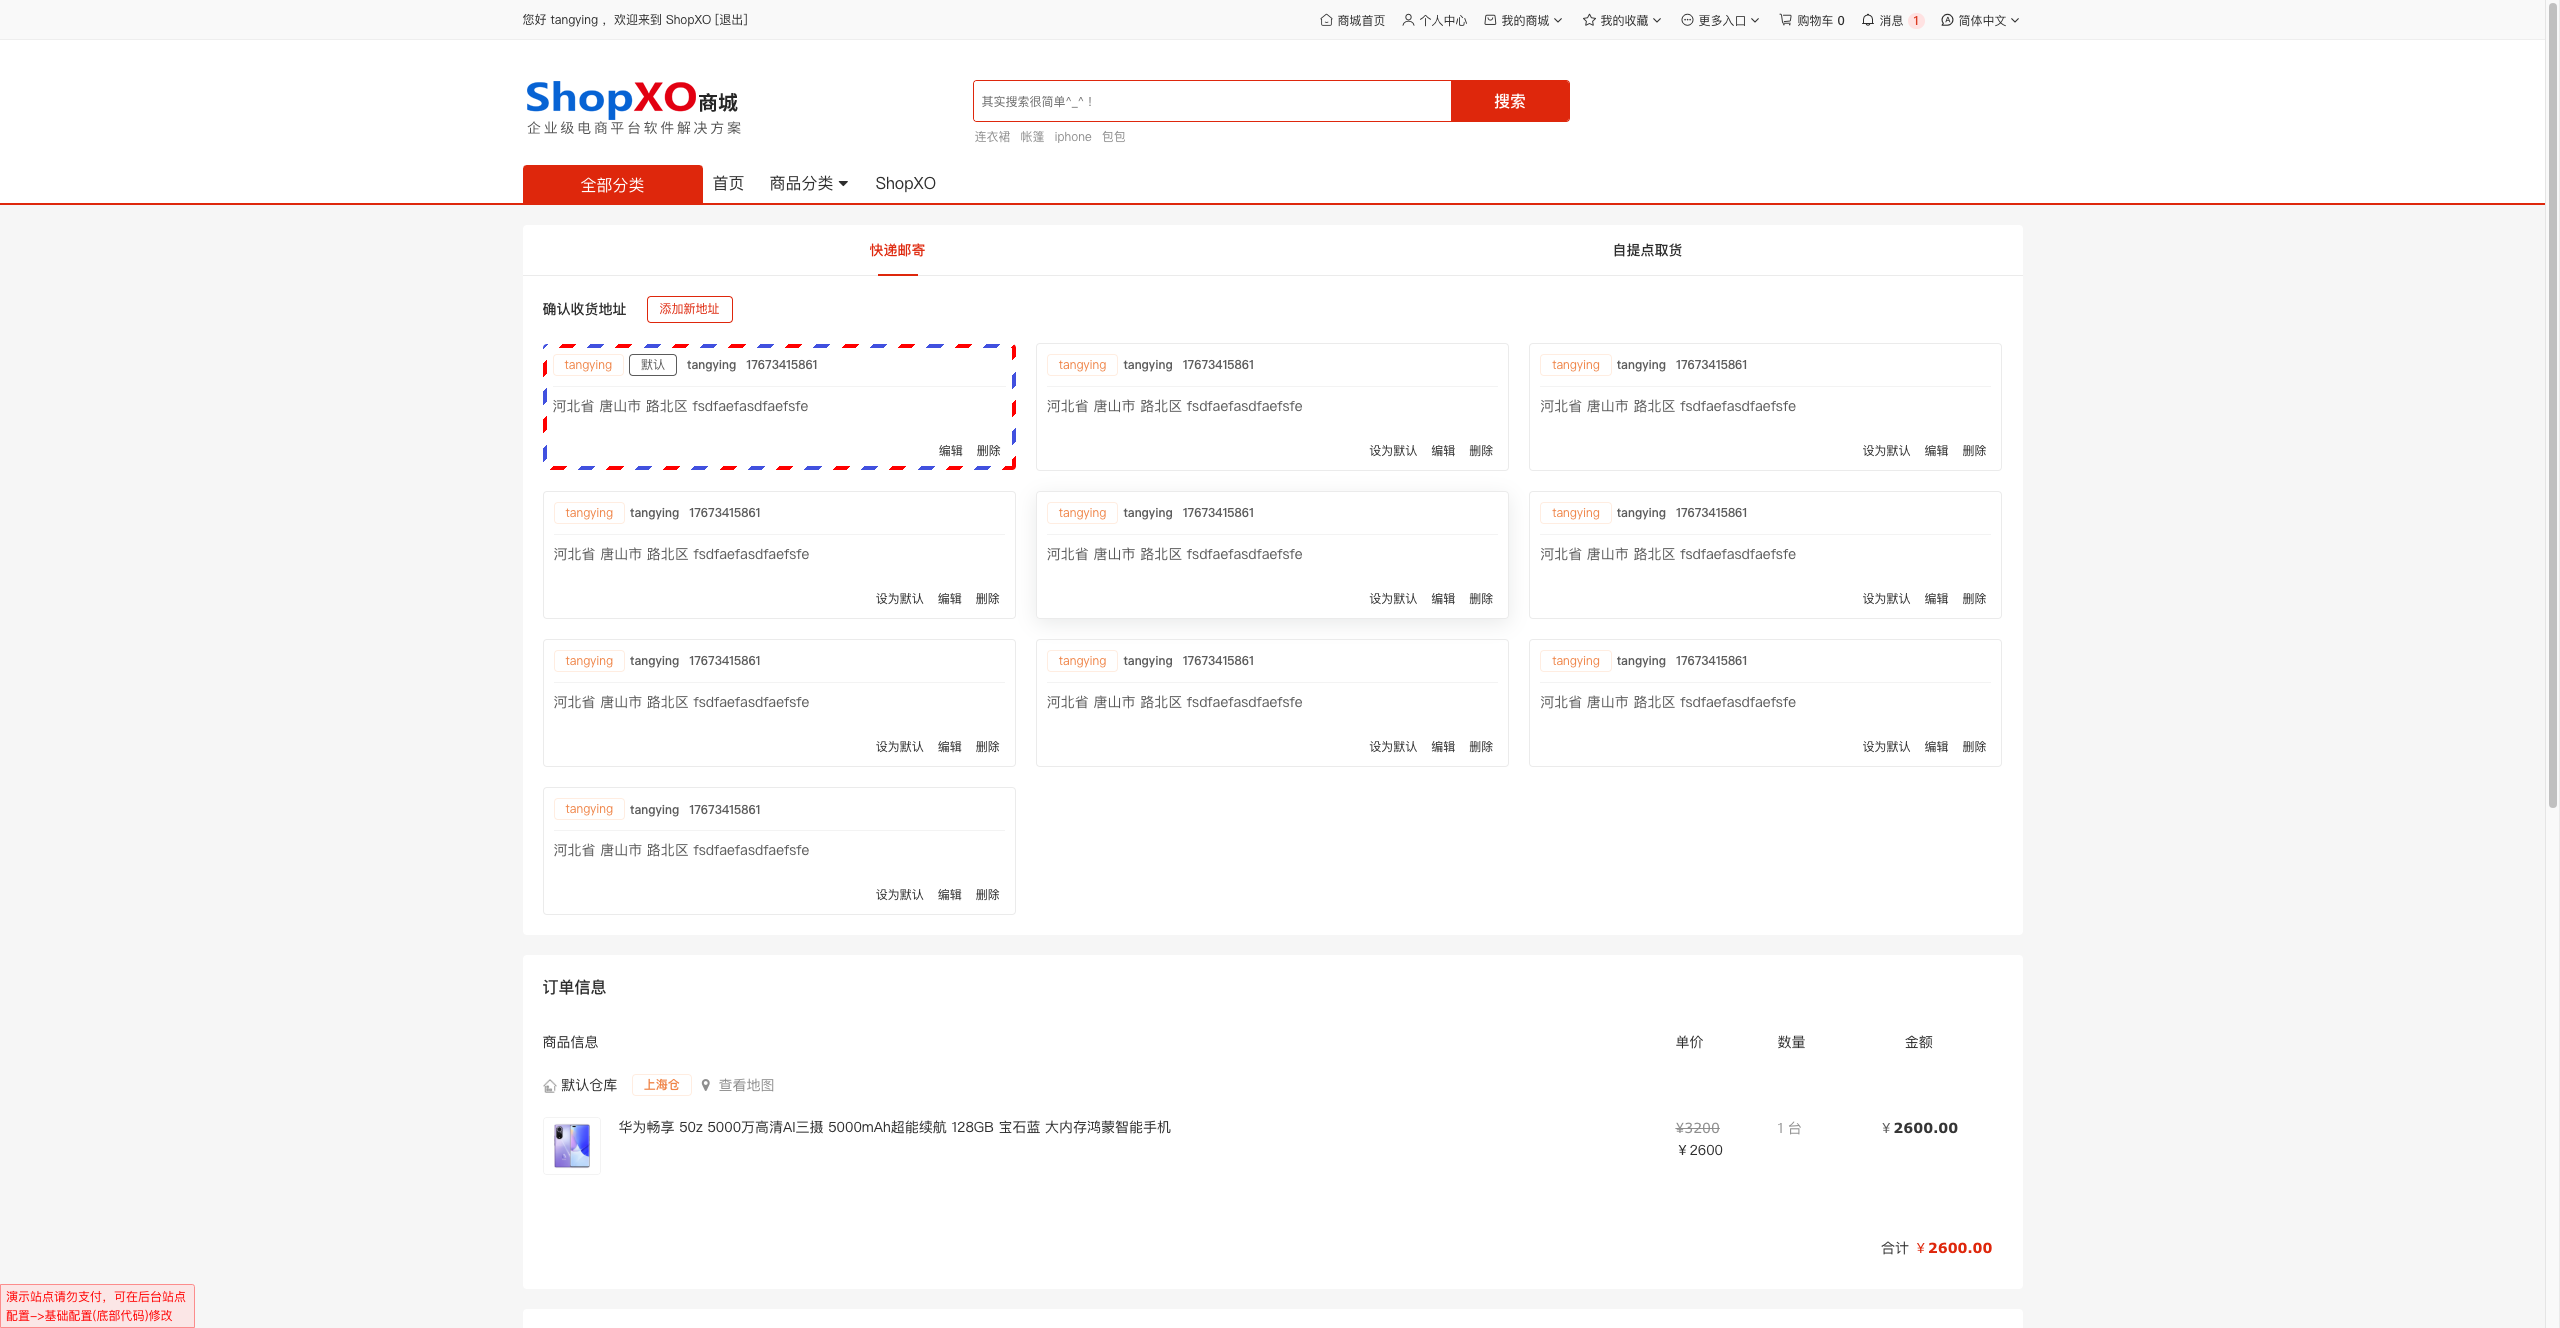 您好 tangying ，欢迎来到 ShopXO [退出]
商城首页 个人中心 我的商城 我的收藏 更多入口 购物车 0 消息 1 简体中文
ShopXO商城
企业级电商平台软件解决方案
其实搜索很简单^_^！ 搜索
连衣裙 帐篷 iphone 包包
全部分类 首页 商品分类 ShopXO
快递邮寄 自提点取货
确认收货地址 添加新地址
tangying 默认 tangying 17673415861
河北省 唐山市 路北区 fsdfaefasdfaefsfe
编辑 删除
tangying tangying 17673415861
河北省 唐山市 路北区 fsdfaefasdfaefsfe
设为默认 编辑 删除
tangying tangying 17673415861
河北省 唐山市 路北区 fsdfaefasdfaefsfe
设为默认 编辑 删除
tangying tangying 17673415861
河北省 唐山市 路北区 fsdfaefasdfaefsfe
设为默认 编辑 删除
tangying tangying 17673415861
河北省 唐山市 路北区 fsdfaefasdfaefsfe
设为默认 编辑 删除
tangying tangying 17673415861
河北省 唐山市 路北区 fsdfaefasdfaefsfe
设为默认 编辑 删除
tangying tangying 17673415861
河北省 唐山市 路北区 fsdfaefasdfaefsfe
设为默认 编辑 删除
tangying tangying 17673415861
河北省 唐山市 路北区 fsdfaefasdfaefsfe
设为默认 编辑 删除
tangying tangying 17673415861
河北省 唐山市 路北区 fsdfaefasdfaefsfe
设为默认 编辑 删除
tangying tangying 17673415861
河北省 唐山市 路北区 fsdfaefasdfaefsfe
设为默认 编辑 删除
订单信息
商品信息 单价 数量 金额
默认仓库 上海仓 查看地图
华为畅享 50z 5000万高清AI三摄 5000mAh超能续航 128GB 宝石蓝 大内存鸿蒙智能手机 ¥3200 1 台 ￥2600.00
￥2600
合计 ￥2600.00
演示站点请勿支付，可在后台站点
配置->基础配置(底部代码)修改